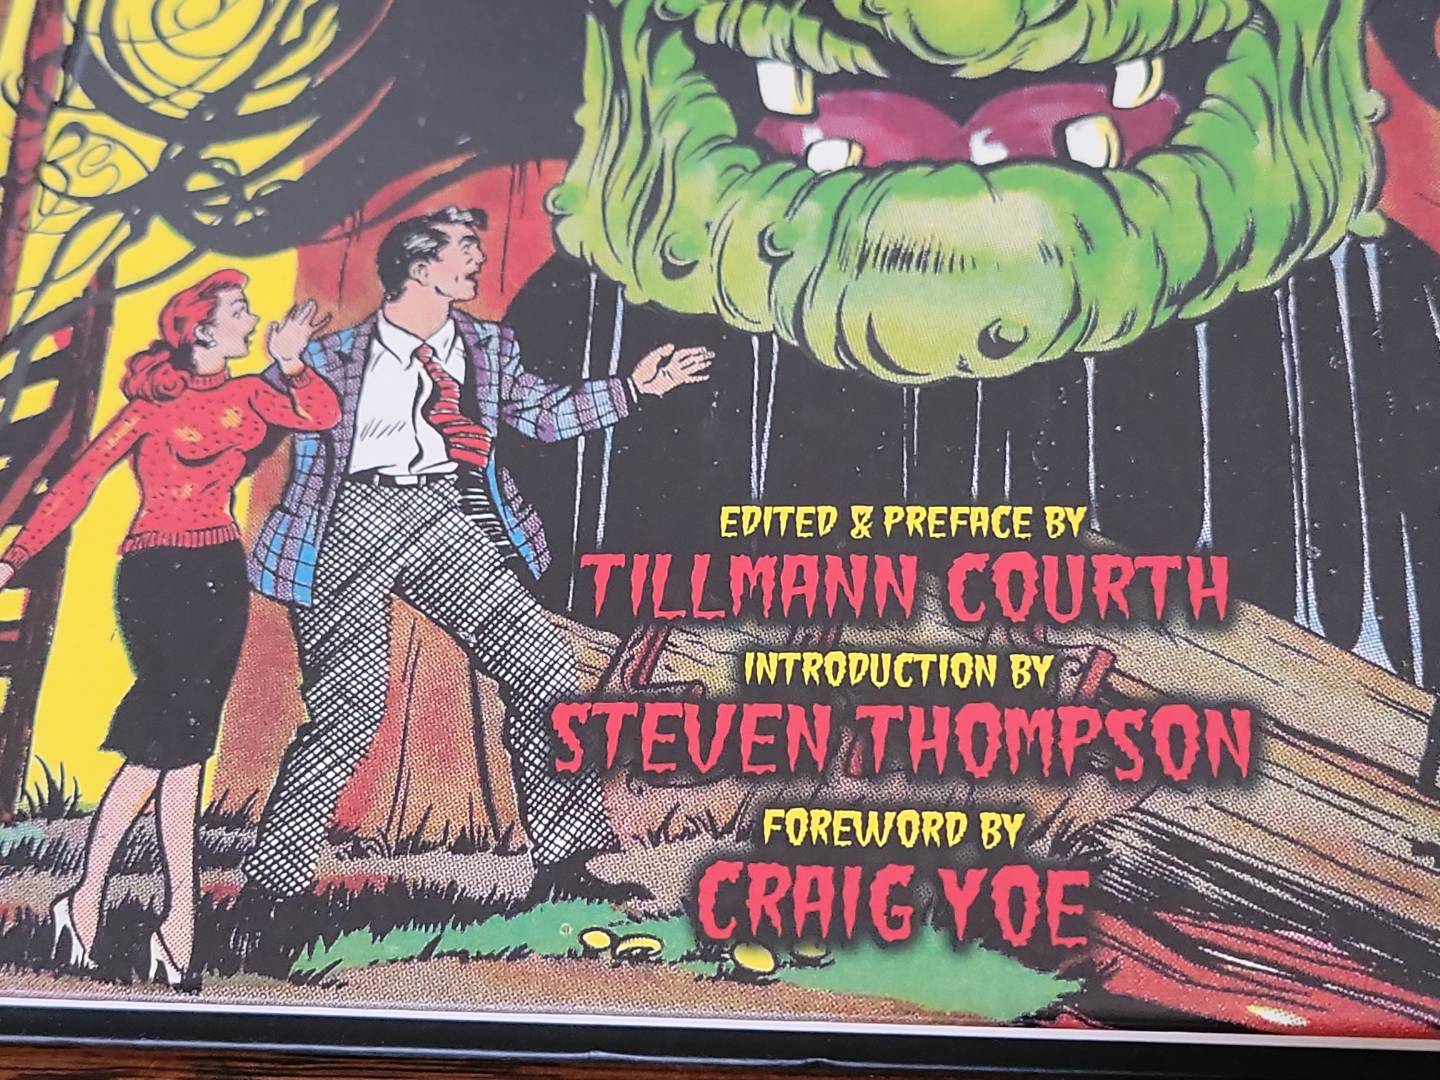 EDITED & PREFACE BY
TILLMANN COURTH
INTRODUCTION BY
STEVEN THOMPSON
FOREWORD BY
CRAIG YOE